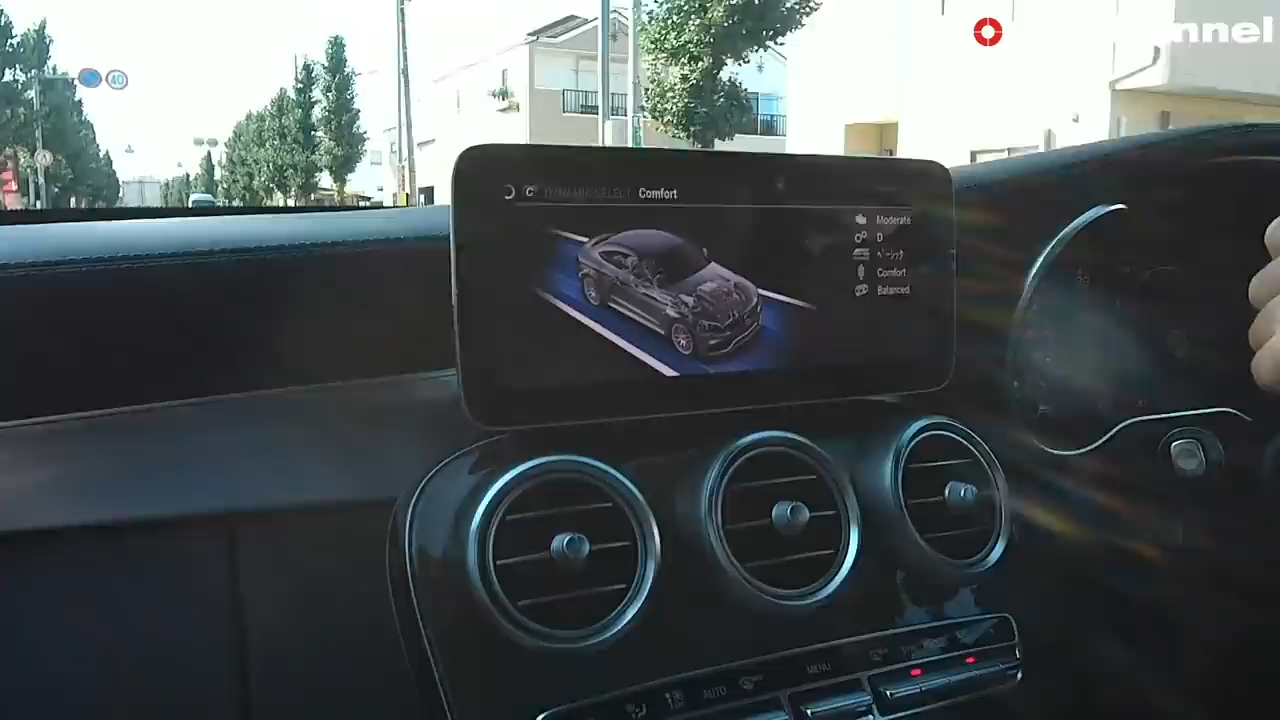 nnel
40
C DYNAMIC SELECT Comfort
Moderate
D
ベーシック
Comfort
Balanced
MENU
AUTO